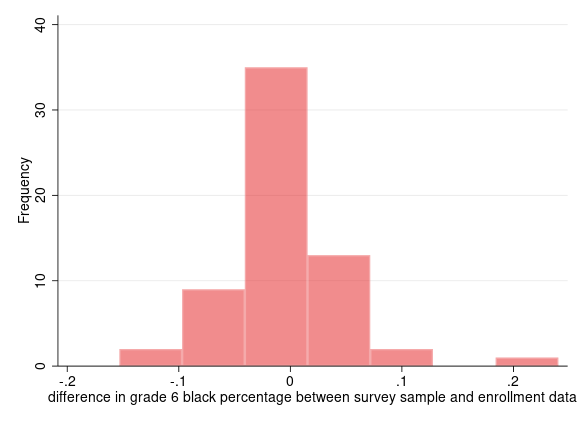 40
30
20
10
0
Frequency
-.2 -.1 0 .1 .2
difference in grade 6 black percentage between survey sample and enrollment data